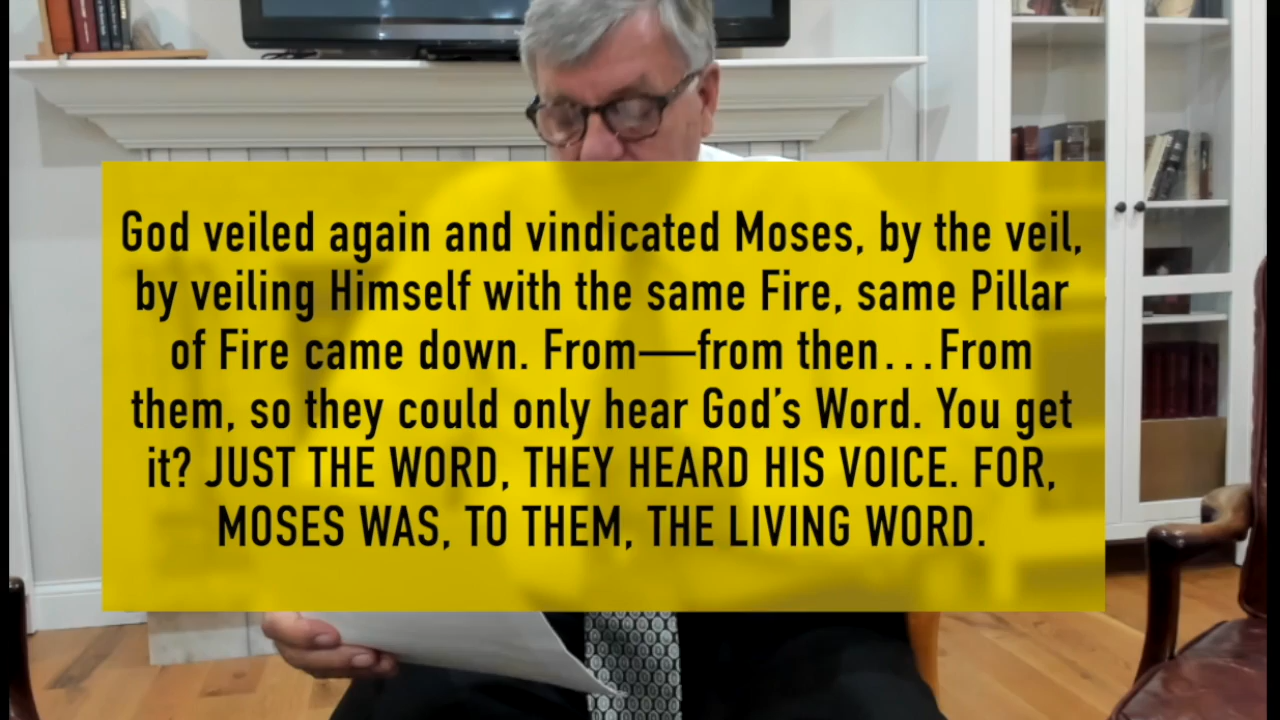 God veiled again and vindicated Moses, by the veil,
by veiling Himself with the same Fire, same Pillar
of Fire came down. From—from then...From
them, so they could only hear God's Word. You get
it? JUST THE WORD, THEY HEARD HIS VOICE. FOR,
MOSES WAS, TO THEM, THE LIVING WORD.